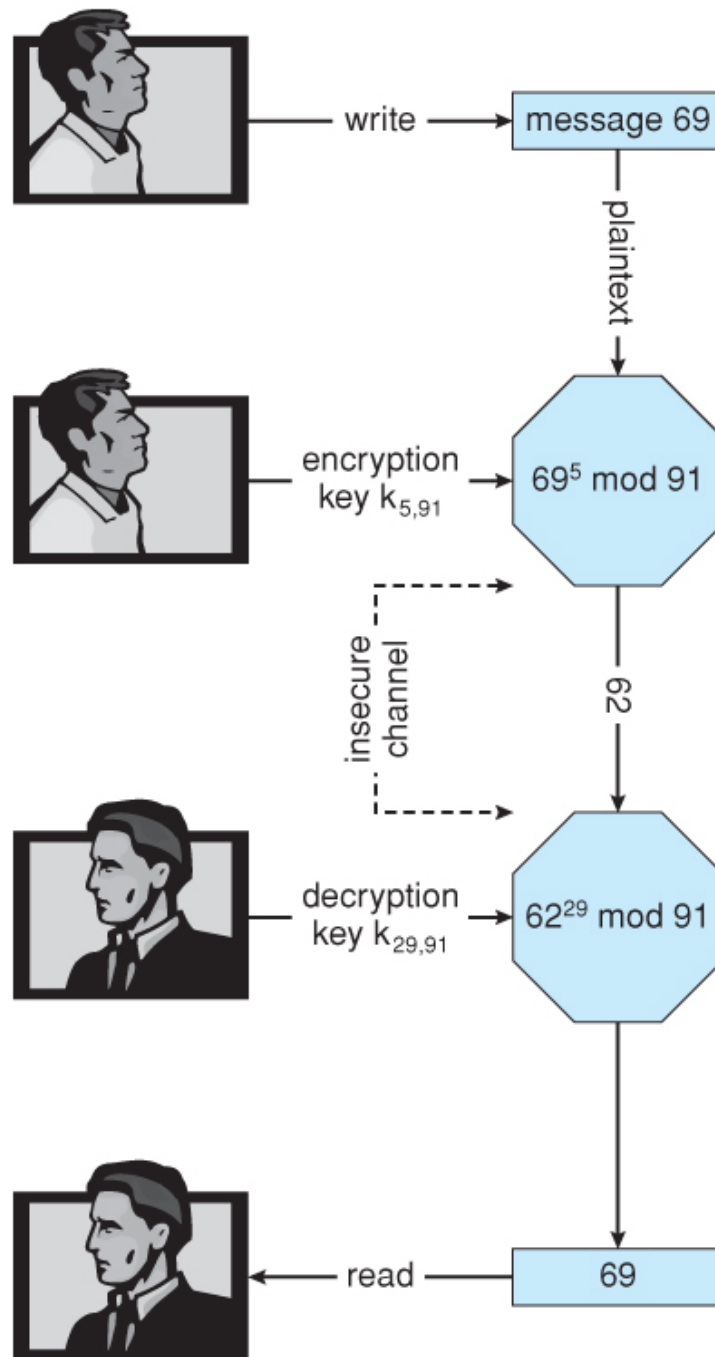 write
message 69
plaintext
encryption
key k₅,₉₁
69⁵ mod 91
insecure
channel
62
decryption
key k₂₉,₉₁
62²⁹ mod 91
read
69